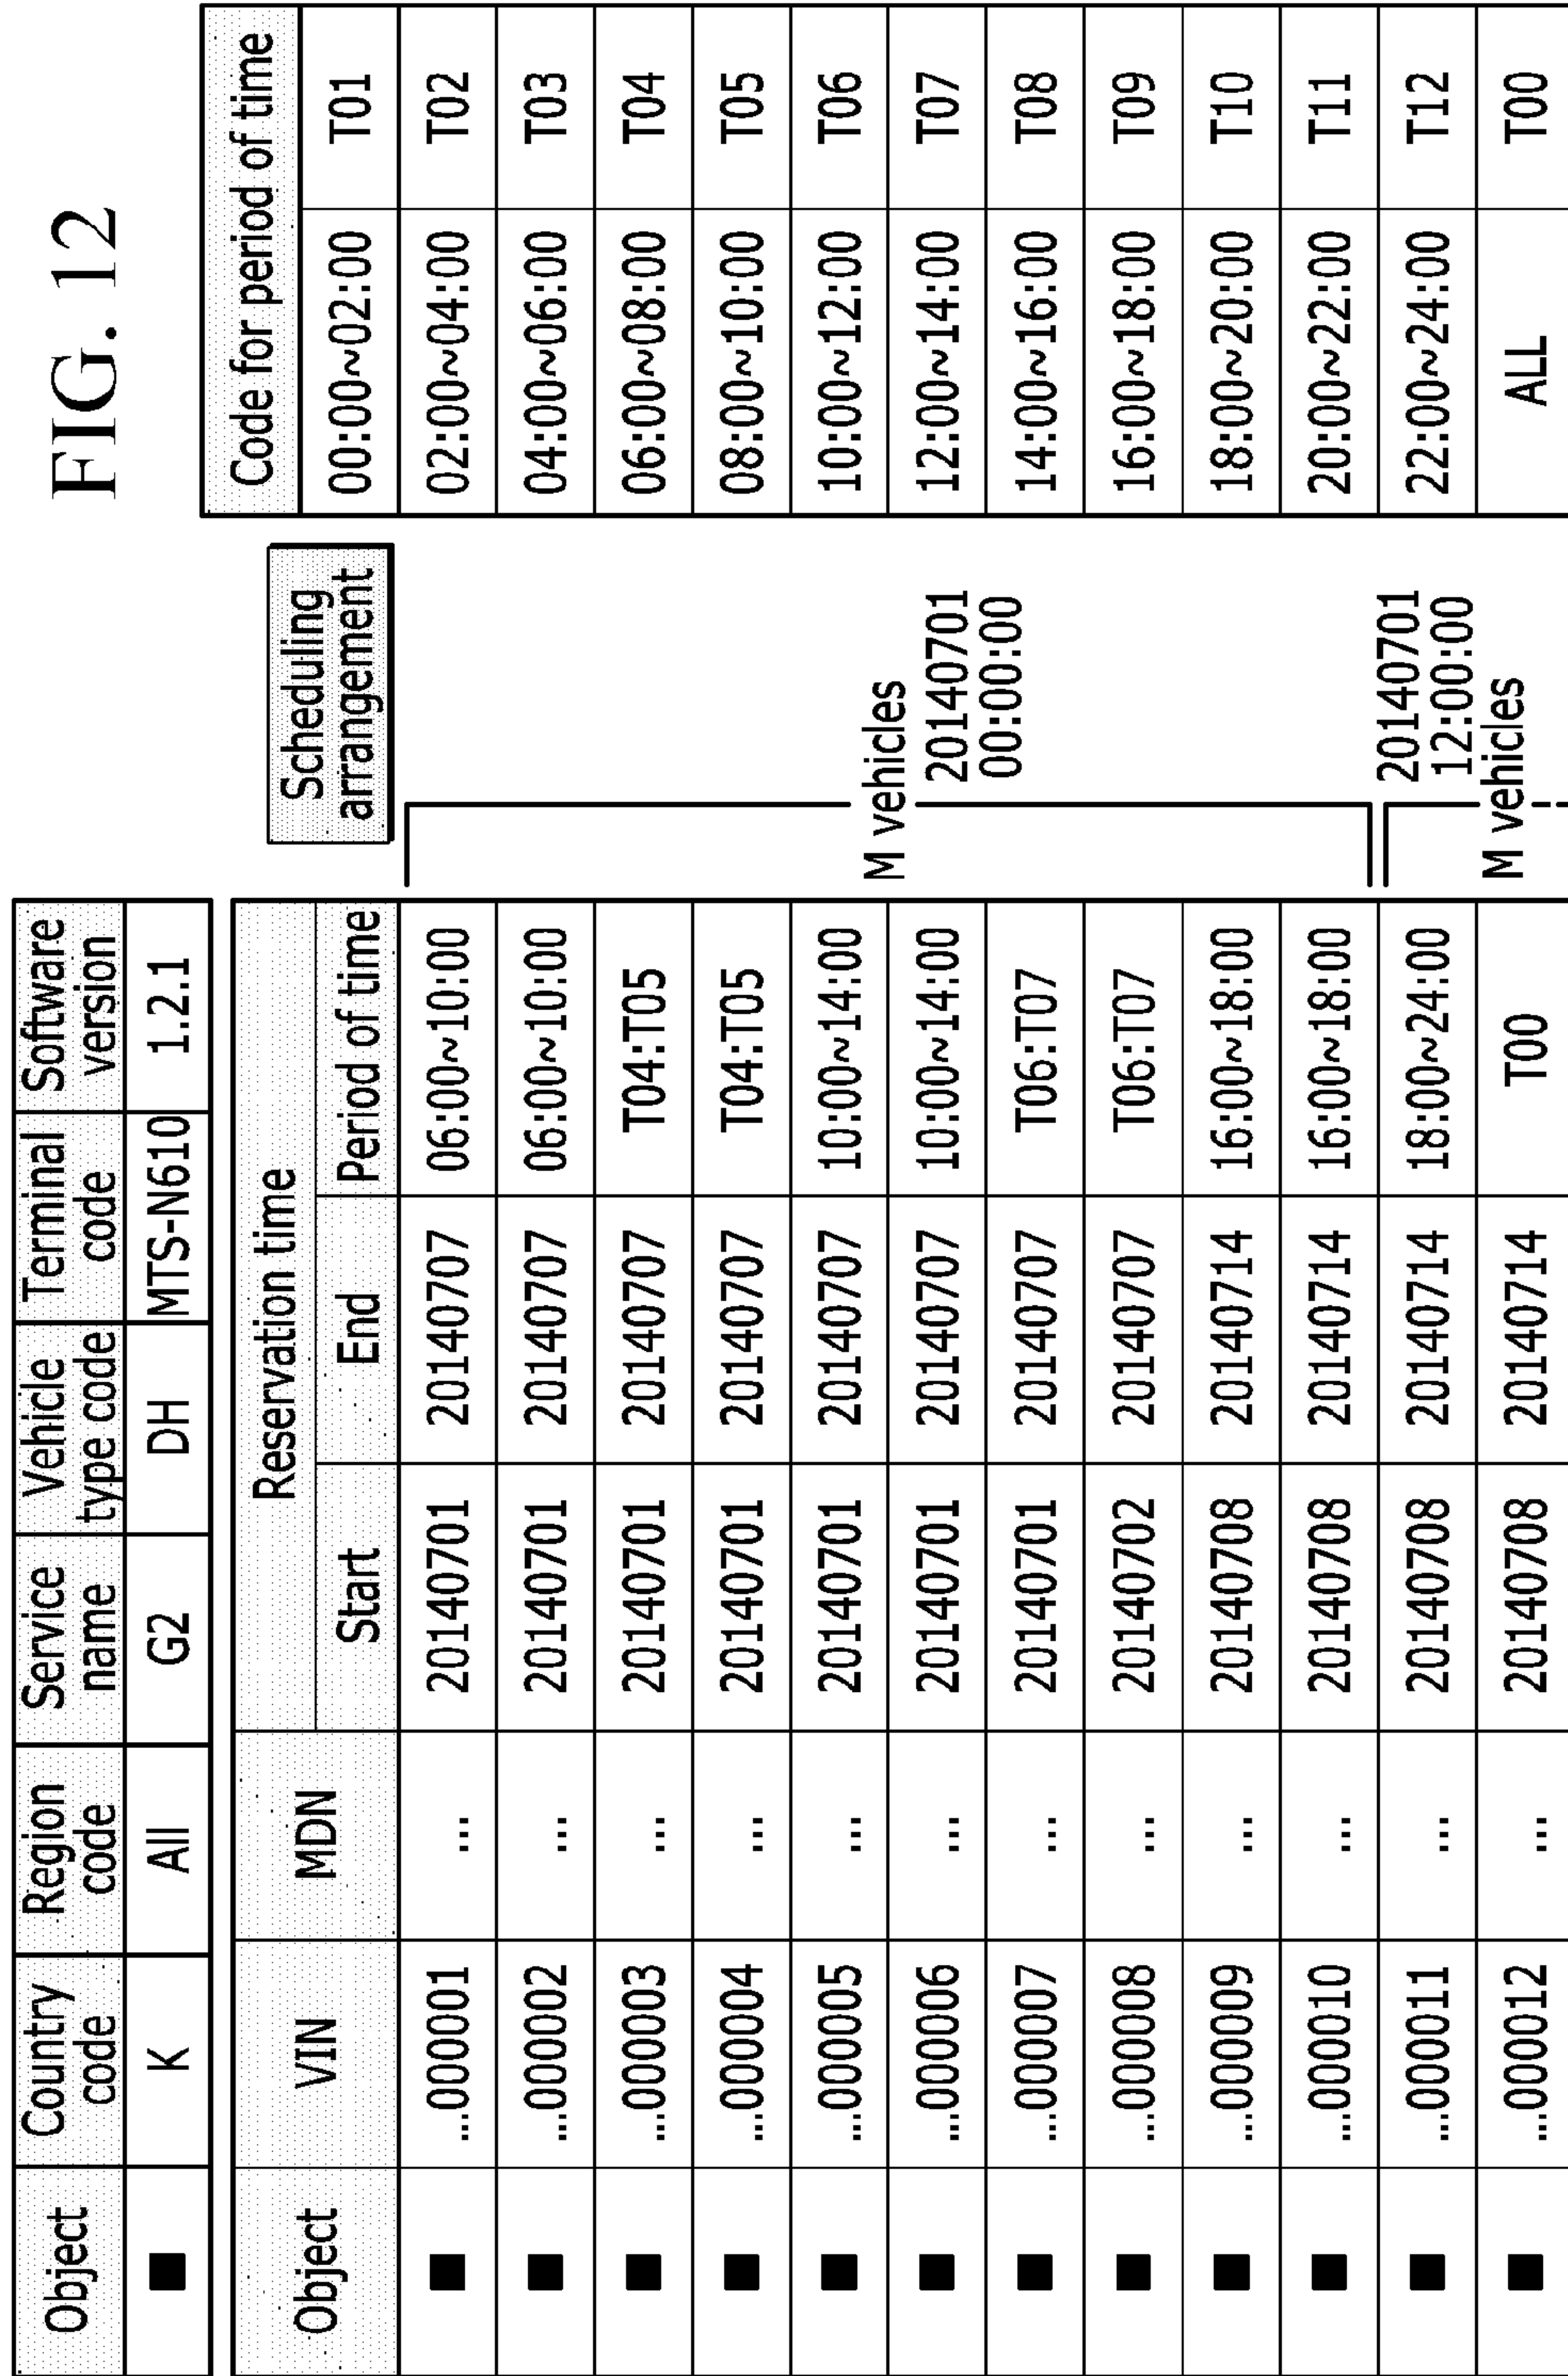 FIG. 12
Object Country code Region code Service name Vehicle type code Terminal code Software version
■ K All G2 DH MTS-N610 1.2.1
Object VIN MDN Reservation time
Start End Period of time
■ ...000001 ... 20140701 20140707 06:00~10:00
■ ...000002 ... 20140701 20140707 06:00~10:00
■ ...000003 ... 20140701 20140707 T04:T05
■ ...000004 ... 20140701 20140707 T04:T05
■ ...000005 ... 20140701 20140707 10:00~14:00
■ ...000006 ... 20140701 20140707 10:00~14:00
■ ...000007 ... 20140701 20140707 T06:T07
■ ...000008 ... 20140702 20140707 T06:T07
■ ...000009 ... 20140708 20140714 16:00~18:00
■ ...000010 ... 20140708 20140714 16:00~18:00
■ ...000011 ... 20140708 20140714 18:00~24:00
■ ...000012 ... 20140708 20140714 T00
Scheduling
arrangement
M vehicles
20140701
00:00:00
20140701
12:00:00
M vehicles
Code for period of time
00:00~02:00 T01
02:00~04:00 T02
04:00~06:00 T03
06:00~08:00 T04
08:00~10:00 T05
10:00~12:00 T06
12:00~14:00 T07
14:00~16:00 T08
16:00~18:00 T09
18:00~20:00 T10
20:00~22:00 T11
22:00~24:00 T12
ALL T00